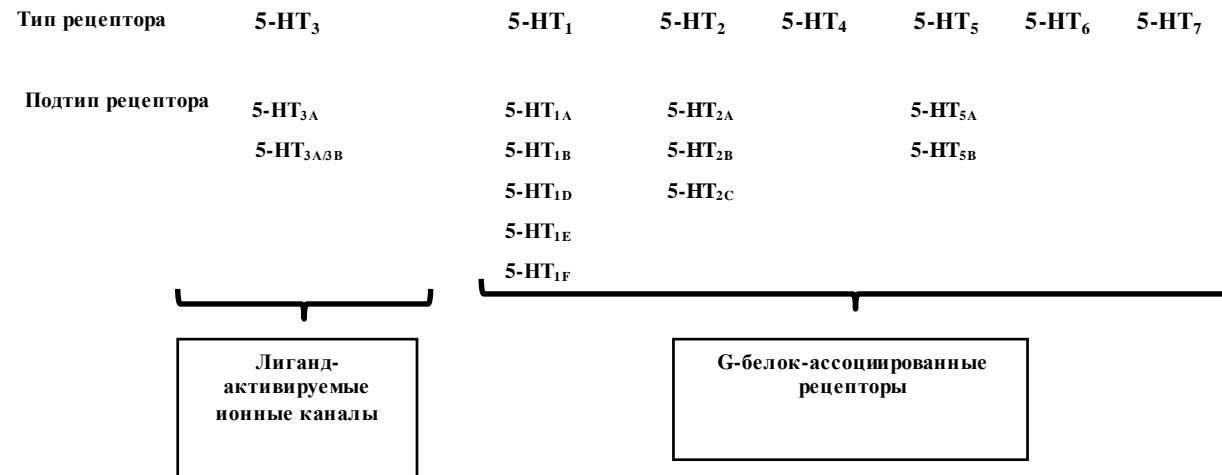 Тип рецептора 5-HT₃ 5-HT₁ 5-HT₂ 5-HT₄ 5-HT₅ 5-HT₆ 5-HT₇
Подтип рецептора 5-HT₃ₐ 5-HT₁ₐ 5-HT₂ₐ 5-HT₅ₐ
5-HT3A/3B 5-HT1B 5-HT2B 5-HT5B
5-HT1D 5-HT2C
5-HT1E
5-HT1F
Лиганд-
активируемые
ионные каналы
G-белок-ассоциированные
рецепторы